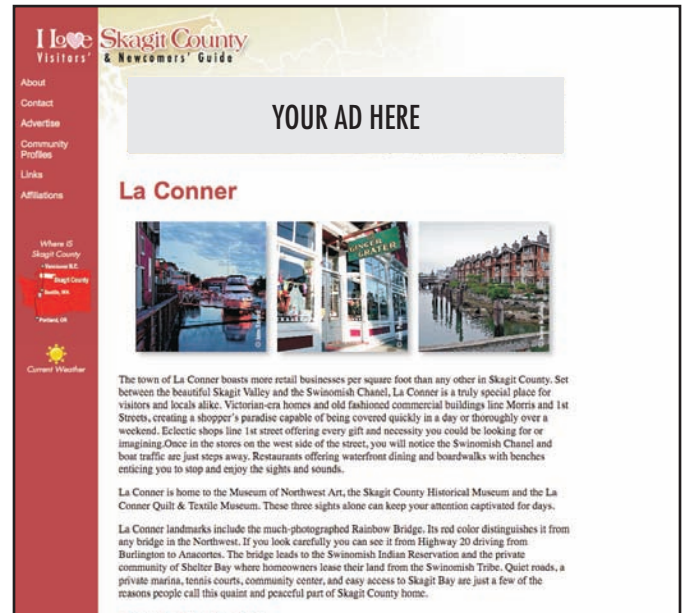 I Love Skagit County
Visitors' & Newcomers' Guide
About
Contact
Advertise
Community
Profiles
Links
Affiliations
Where is
Skagit County
Vancouver B.C.
Skagit County
Seattle, WA
Portland, OR
Current Weather
YOUR AD HERE
La Conner
GINGER
GRATER
The town of La Conner boasts more retail businesses per square foot than any other in Skagit County. Set
between the beautiful Skagit Valley and the Swinomish Chanel, La Conner is a truly special place for
visitors and locals alike. Victorian-era homes and old fashioned commercial buildings line Morris and 1st
Streets, creating a shopper's paradise capable of being covered quickly in a day or thoroughly over a
weekend. Eclectic shops line 1st street offering every gift and necessity you could be looking for or
imagining.Once in the stores on the west side of the street, you will notice the Swinomish Chanel and
boat traffic are just steps away. Restaurants offering waterfront dining and boardwalks with benches
enticing you to stop and enjoy the sights and sounds.
La Conner is home to the Museum of Northwest Art, the Skagit County Historical Museum and the La
Conner Quilt & Textile Museum. These three sights alone can keep your attention captivated for days.
La Conner landmarks include the much-photographed Rainbow Bridge. Its red color distinguishes it from
any bridge in the Northwest. If you look carefully you can see it from Highway 20 driving from
Burlington to Anacortes. The bridge leads to the Swinomish Indian Reservation and the private
community of Shelter Bay where homeowners lease their land from the Swinomish Tribe. Quiet roads, a
private marina, tennis courts, community center, and easy access to Skagit Bay are just a few of the
reasons people call this quaint and peaceful part of Skagit County home.